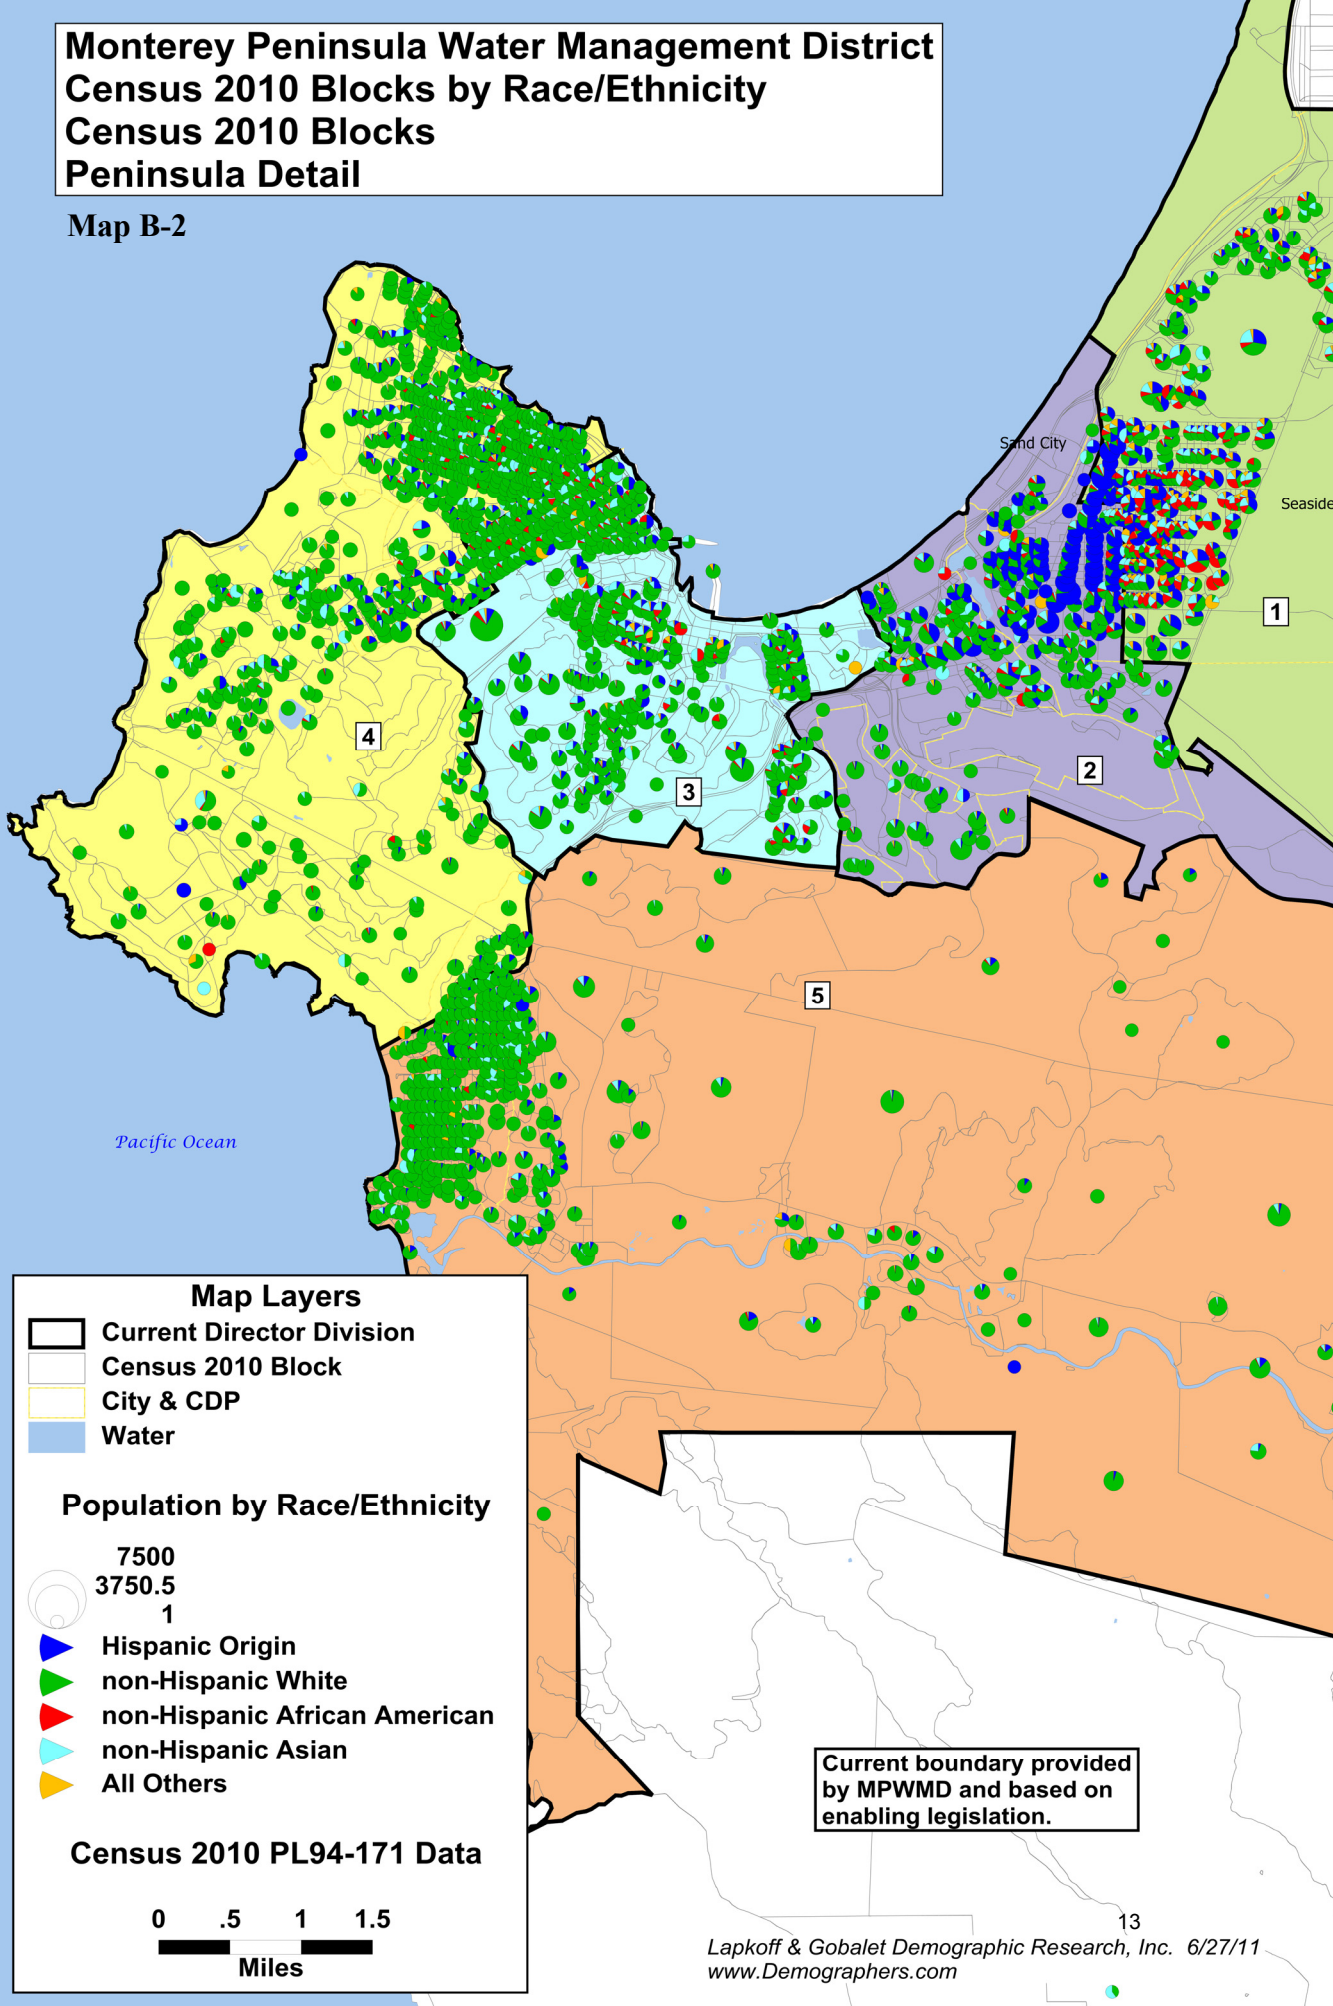 Monterey Peninsula Water Management District
Census 2010 Blocks by Race/Ethnicity
Census 2010 Blocks
Peninsula Detail
Map B-2
Sand City
Seaside
1
4
2
3
5
Pacific Ocean
Map Layers
Current Director Division
Census 2010 Block
City & CDP
Water
Population by Race/Ethnicity
7500
3750.5
1
Hispanic Origin
non-Hispanic White
non-Hispanic African American
non-Hispanic Asian
All Others
Census 2010 PL94-171 Data
0 .5 1 1.5
Miles
Current boundary provided
by MPWMD and based on
enabling legislation.
13
Lapkoff & Gobalet Demographic Research, Inc. 6/27/11
www.Demographers.com